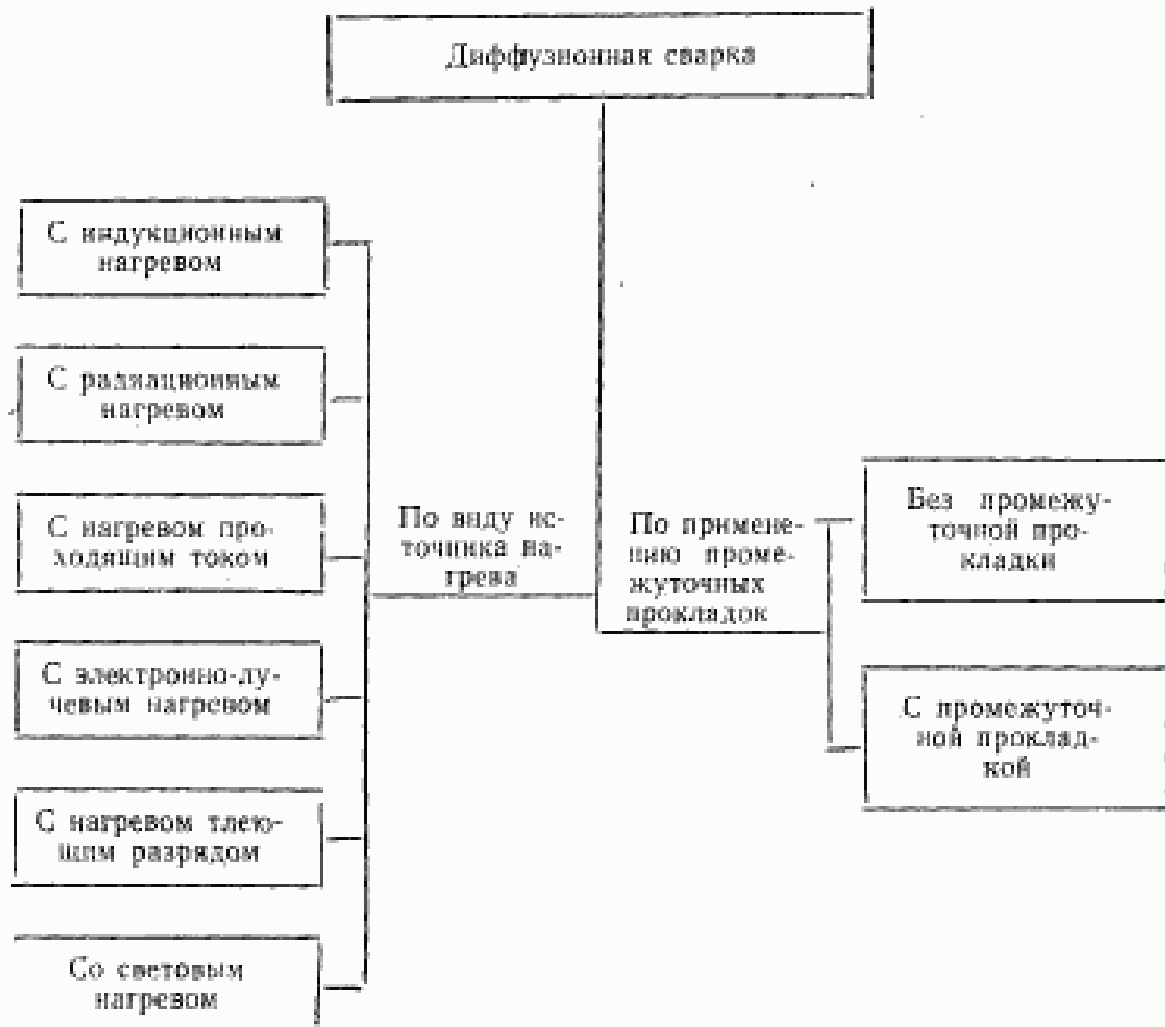 Диффузионная сварка
С индукционным
нагревом
С радиационным
нагревом
С нагревом про-
ходящим током
С электронно-лу-
чевым нагревом
С нагревом тлею-
щим разрядом
Со световым
нагревом
По виду ис-
точника на-
грева
По примене-
нию проме-
жуточных
прокладок
Без промежу-
точной про-
кладки
С промежуточ-
ной проклад-
кой